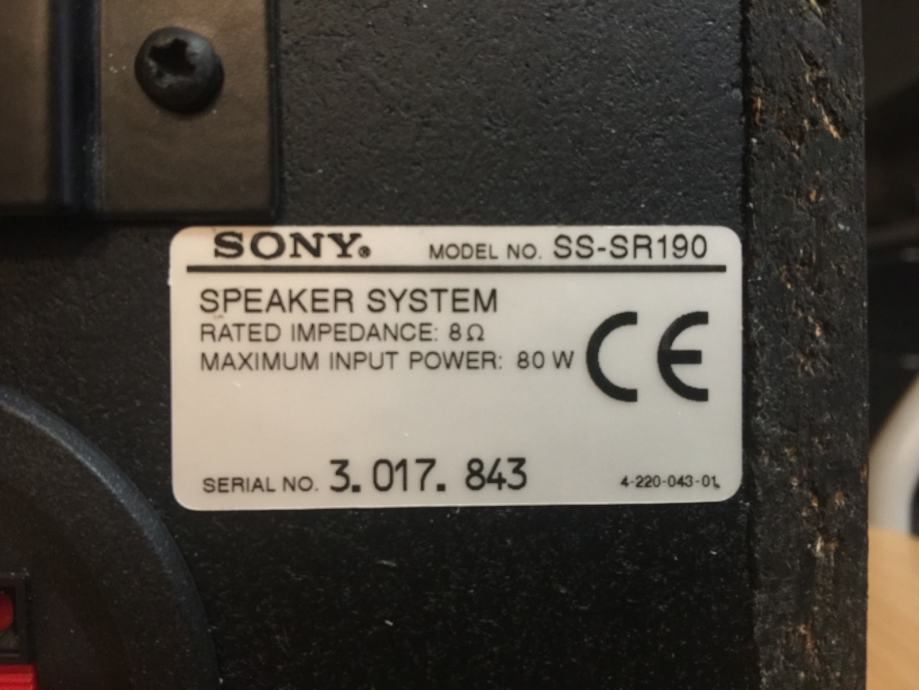 SONY® MODEL NO. SS-SR190
SPEAKER SYSTEM
RATED IMPEDANCE: 8Ω
MAXIMUM INPUT POWER: 80 W
CE
SERIAL NO. 3. 017. 843 4-220-043-01